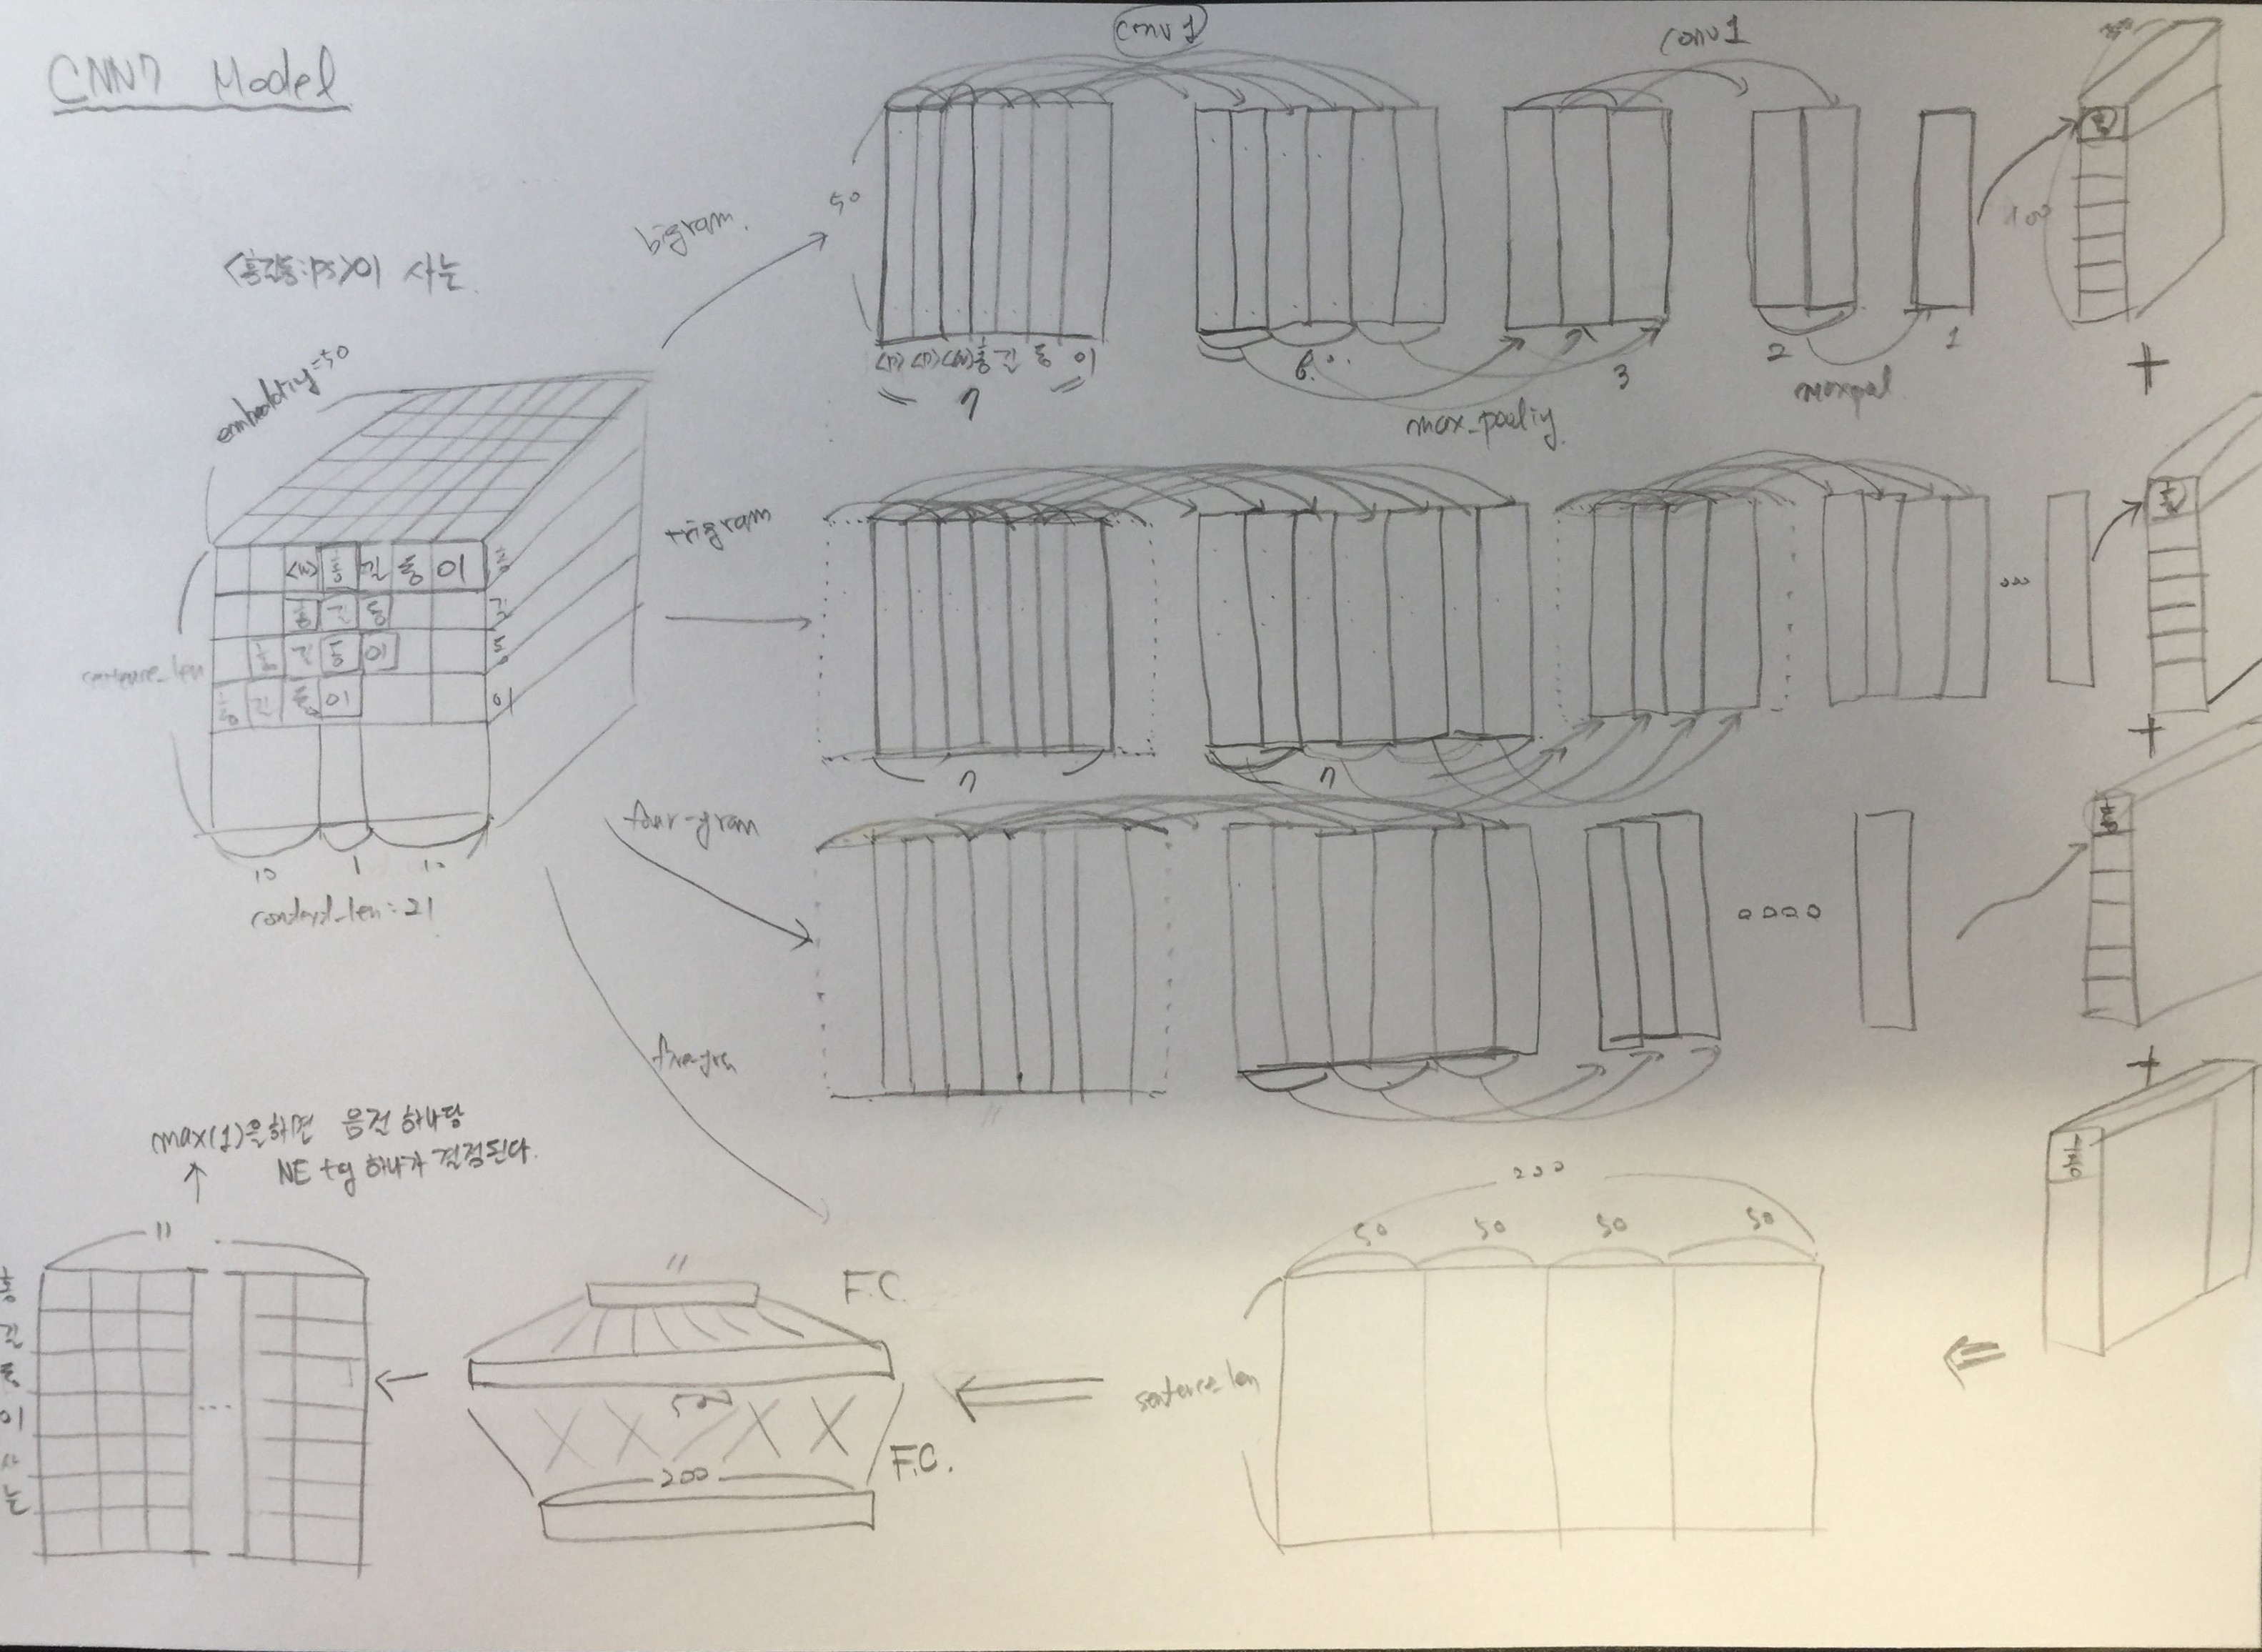 CNN7 Model
conv1
conv1
<홍길동:PS>이 사는
bigram.
50
<w> 홍 길 동 이
7
6
3
2
1
max_pooling
maxpool
100
+
embedding=50
trigram
<w> 홍 길 동 이
홍
홍 길 동
길
홍 길 동 이
동
홍 길 동 이
이
sentence_len
10
1
10
context_len=21
7
7
홍
+
four-gram
홍
+
five-gram
홍
max(1)을하면 음절 하나당
NE tag 하나가 결정된다.
11
홍
길
동
이
사
는
11
F.C.
500
F.C.
200
200
50
50
50
50
sentence_len